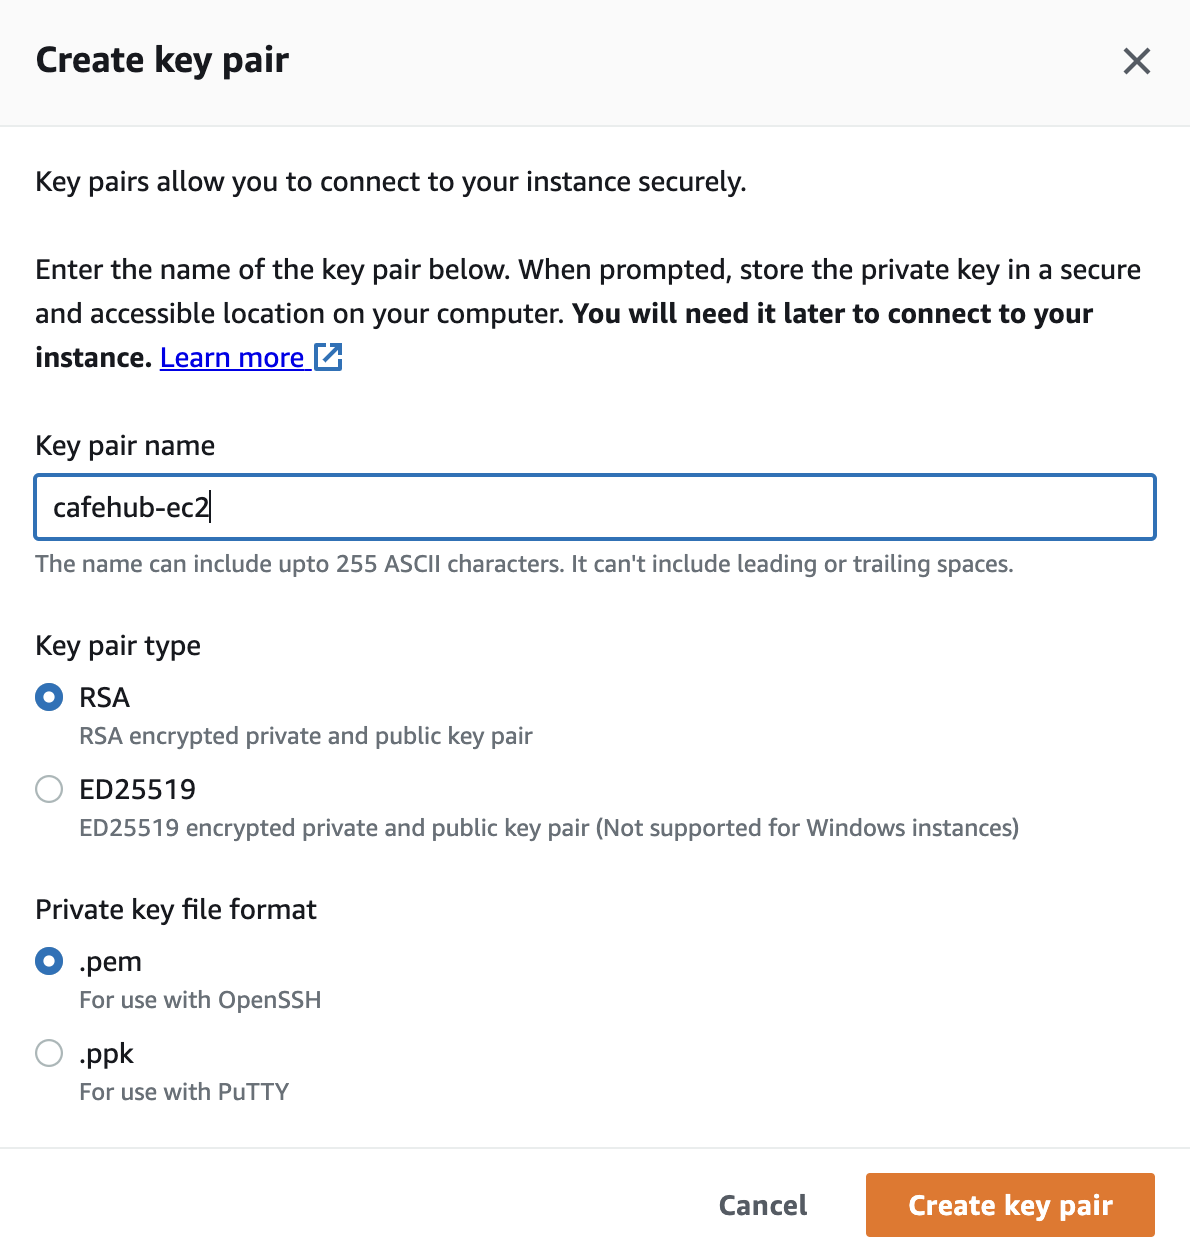 Create key pair
Key pairs allow you to connect to your instance securely.
Enter the name of the key pair below. When prompted, store the private key in a secure
and accessible location on your computer. You will need it later to connect to your
instance. Learn more
Key pair name
cafehub-ec2
The name can include upto 255 ASCII characters. It can't include leading or trailing spaces.
Key pair type
RSA
RSA encrypted private and public key pair
ED25519
ED25519 encrypted private and public key pair (Not supported for Windows instances)
Private key file format
.pem
For use with OpenSSH
.ppk
For use with PuTTY
Cancel
Create key pair